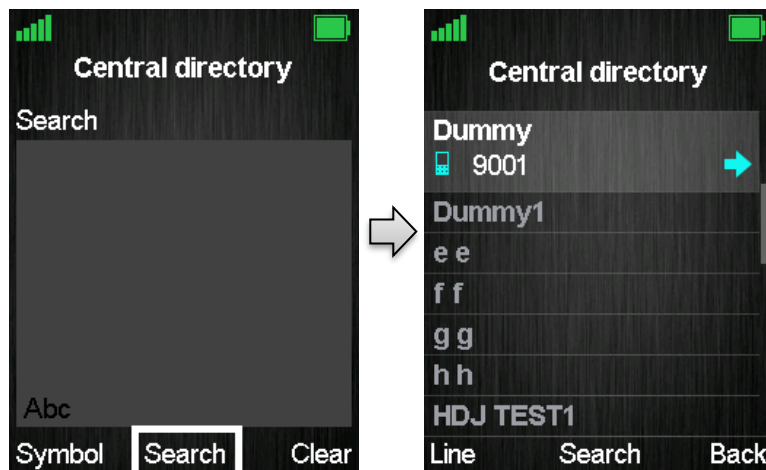 Central directory
Search
Abc
Symbol Search Clear
Central directory
Dummy
9001
Dummy1
e e
f f
g g
h h
HDJ TEST1
Line Search Back